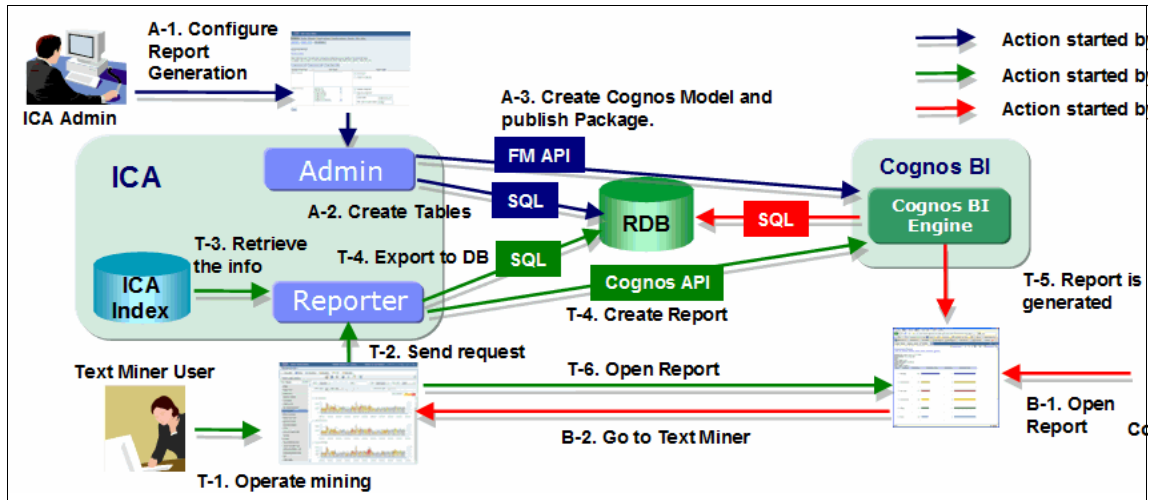 A-1. Configure
Report
Generation
ICA Admin
Action started by
Action started by
Action started by
A-3. Create Cognos Model and
publish Package.
ICA
Admin
FM API
SQL
A-2. Create Tables
RDB
SQL
Cognos BI
Cognos BI
Engine
T-3. Retrieve
the info
T-4. Export to DB
SQL
ICA
Index
Reporter
Cognos API
T-4. Create Report
T-5. Report is
generated
T-2. Send request
Text Miner User
T-6. Open Report
B-1. Open
Report
B-2. Go to Text Miner
T-1. Operate mining